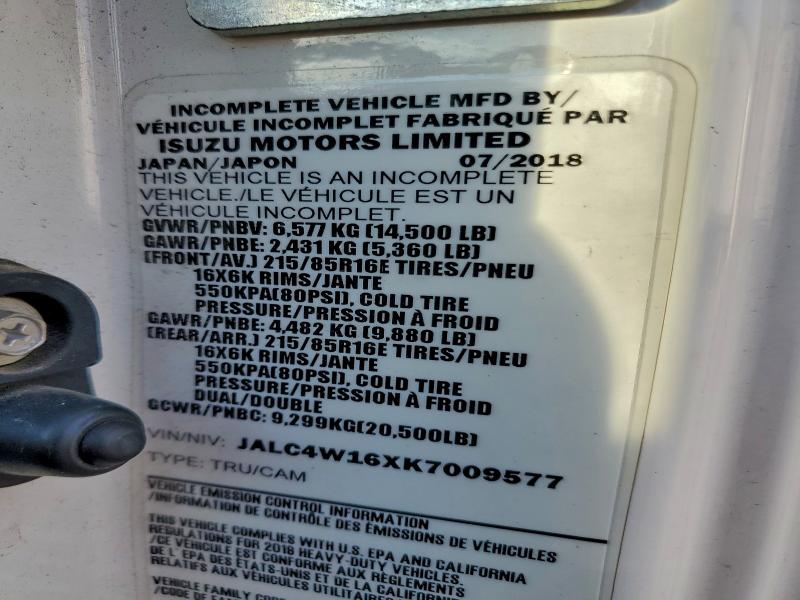 INCOMPLETE VEHICLE MFD BY/
VÉHICULE INCOMPLET FABRIQUÉ PAR
ISUZU MOTORS LIMITED
JAPAN/JAPON 07/2018
THIS VEHICLE IS AN INCOMPLETE
VEHICLE./LE VÉHICULE EST UN
VÉHICULE INCOMPLET.
GVWR/PNBV: 6,577 KG (14,500 LB)
GAWR/PNBE: 2,431 KG (5,360 LB)
(FRONT/AV.) 215/85R16E TIRES/PNEU
16X6K RIMS/JANTE
550KPA(80PSI), COLD TIRE
PRESSURE/PRESSION À FROID
GAWR/PNBE: 4,482 KG (9,880 LB)
(REAR/ARR.) 215/85R16E TIRES/PNEU
16X6K RIMS/JANTE
550KPA(80PSI), COLD TIRE
PRESSURE/PRESSION À FROID
DUAL/DOUBLE
GCWR/PNBC: 9,299KG(20,500LB)
VIN/NIV: JALC4W16XK7009577
TYPE: TRU/CAM
VEHICLE EMISSION CONTROL INFORMATION
/INFORMATION DE CONTRÔLE DES ÉMISSIONS DE VÉHICULES
THIS VEHICLE COMPLIES WITH U.S. EPA AND CALIFORNIA
REGULATIONS FOR 2018 HEAVY-DUTY VEHICLES.
/CE VÉHICULE EST CONFORME AUX RÈGLEMENTS
DE L' EPA DES ÉTATS-UNIS ET DE LA CALIFORNIE
RELATIFS AUX VÉHICULES UTILITAIRES
VEHICLE FAMILY CODE
/CODE DE